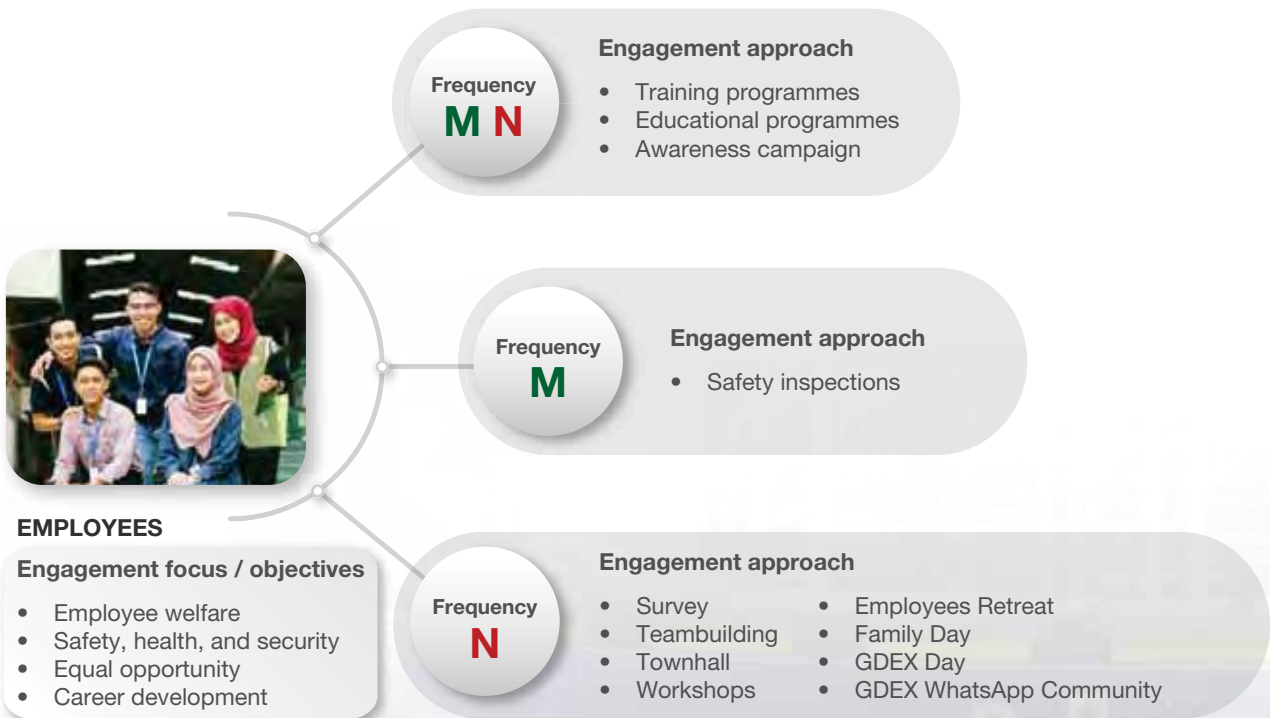 Frequency
M N
Engagement approach
• Training programmes
• Educational programmes
• Awareness campaign
Frequency
M
Engagement approach
• Safety inspections
EMPLOYEES
Engagement focus / objectives
• Employee welfare
• Safety, health, and security
• Equal opportunity
• Career development
Frequency
N
Engagement approach
• Survey
• Teambuilding
• Townhall
• Workshops
• Employees Retreat
• Family Day
• GDEX Day
• GDEX WhatsApp Community